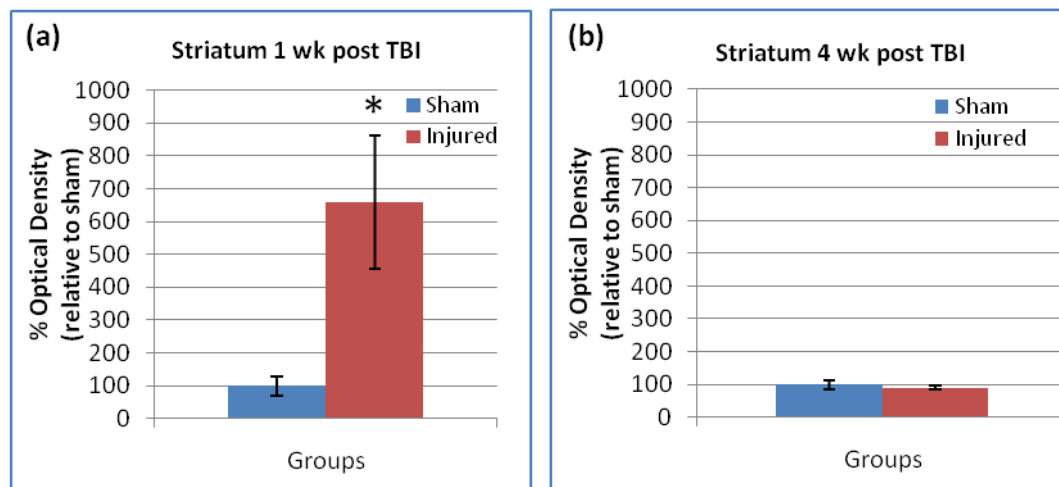 (a)
Striatum 1 wk post TBI
% Optical Density
(relative to sham)
1000
900
800
700
600
500
400
300
200
100
0
*
Sham
Injured
Groups
(b)
Striatum 4 wk post TBI
% Optical Density
(relative to sham)
1000
900
800
700
600
500
400
300
200
100
0
Sham
Injured
Groups